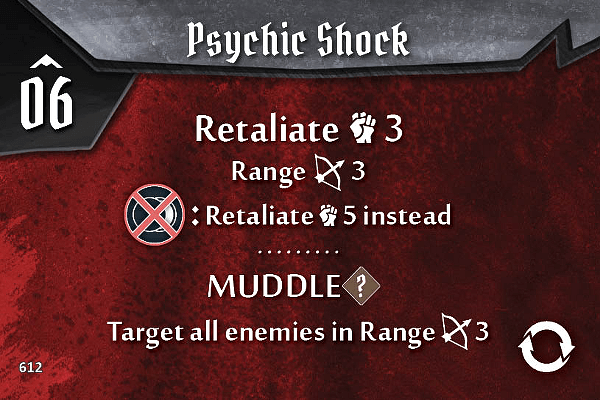 Psychic Shock
06
Retaliate 3
Range 3
: Retaliate 5 instead
.........
MUDDLE ?
Target all enemies in Range 3
612